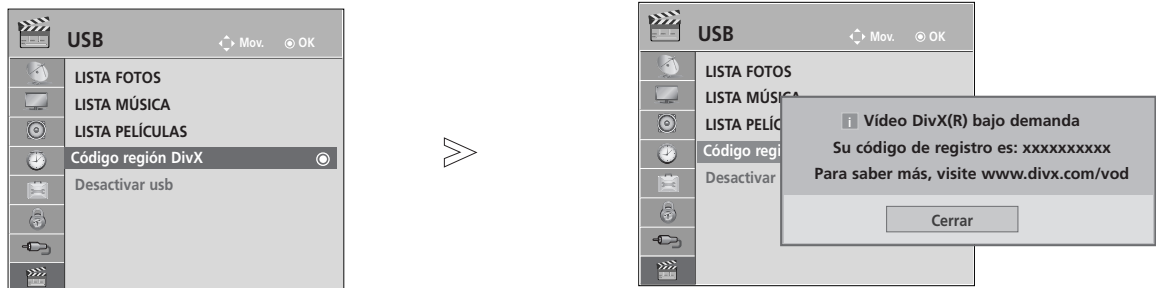 USB
Mov. OK
LISTA FOTOS
LISTA MÚSICA
LISTA PELÍCULAS
Código región DivX
Desactivar usb
USB
Mov. OK
LISTA FOTOS
LISTA MÚSICA
LISTA PELÍC
Código regi
Desactivar
i Vídeo DivX(R) bajo demanda
Su código de registro es: xxxxxxxxxx
Para saber más, visite www.divx.com/vod
Cerrar